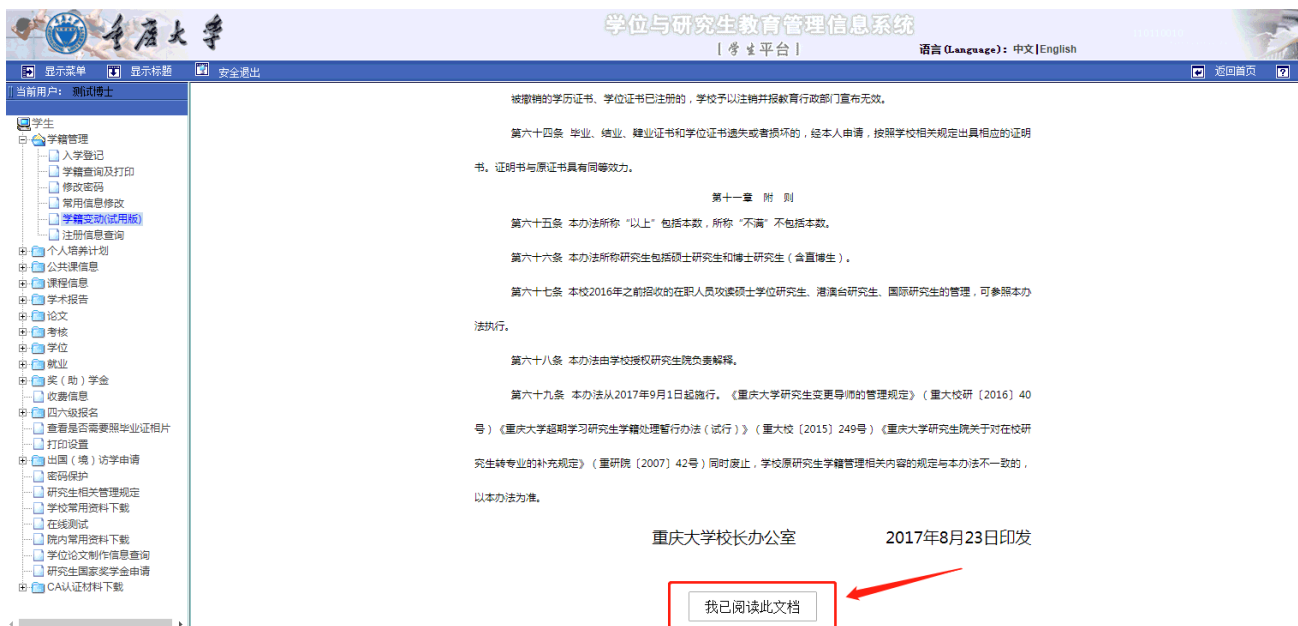 重庆大学
学位与研究生教育管理信息系统
|学生平台|
语言(Language)：中文|English
显示菜单 显示标题 安全退出 返回首页
当前用户： 测试博士
学生
学籍管理
入学登记
学籍查询及打印
修改密码
常用信息修改
学籍变动(试用版)
注册信息查询
个人培养计划
公共课信息
课程信息
学术报告
论文
考核
学位
就业
奖（助）学金
收费信息
四六级报名
查看是否需要照毕业证相片
打印设置
出国（境）访学申请
密码保护
研究生相关管理规定
学校常用资料下载
在线测试
院内常用资料下载
学位论文制作信息查询
研究生国家奖学金申请
CA认证材料下载
被撤销的学历证书、学位证书已注册的，学校予以注销并报教育行政部门宣布无效。
第六十四条 毕业、结业、肄业证书和学位证书遗失或者损坏的，经本人申请，按照学校相关规定出具相应的证明
书。证明书与原证书具有同等效力。
第十一章 附 则
第六十五条 本办法所称“以上”包括本数，所称“不满”不包括本数。
第六十六条 本办法所称研究生包括硕士研究生和博士研究生（含直博生）。
第六十七条 本校2016年之前招收的在职人员攻读硕士学位研究生、港澳台研究生、国际研究生的管理，可参照本办
法执行。
第六十八条 本办法由学校授权研究生院负责解释。
第六十九条 本办法从2017年9月1日起施行。《重庆大学研究生变更导师的管理规定》（重大校研〔2016〕40
号）《重庆大学超期学习研究生学籍处理暂行办法（试行）》（重大校〔2015〕249号）《重庆大学研究生院关于对在校研
究生转专业的补充规定》（重研院〔2007〕42号）同时废止，学校原研究生学籍管理相关内容的规定与本办法不一致的，
以本办法为准。
重庆大学校长办公室 2017年8月23日印发
我已阅读此文档